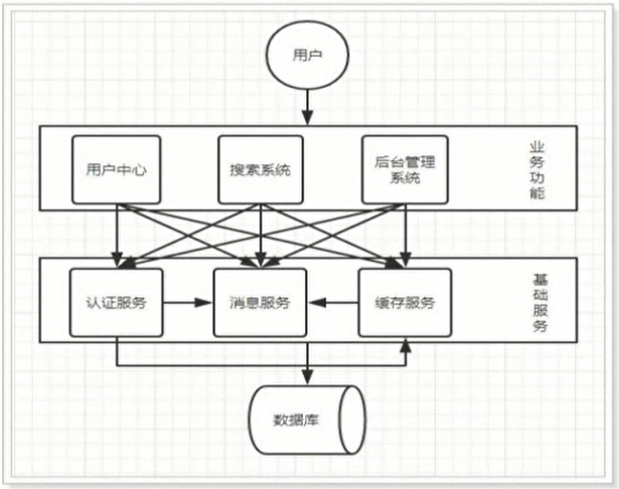 用户
用户中心
搜索系统
后台管理
系统
业务功能
认证服务
消息服务
缓存服务
基础服务
数据库